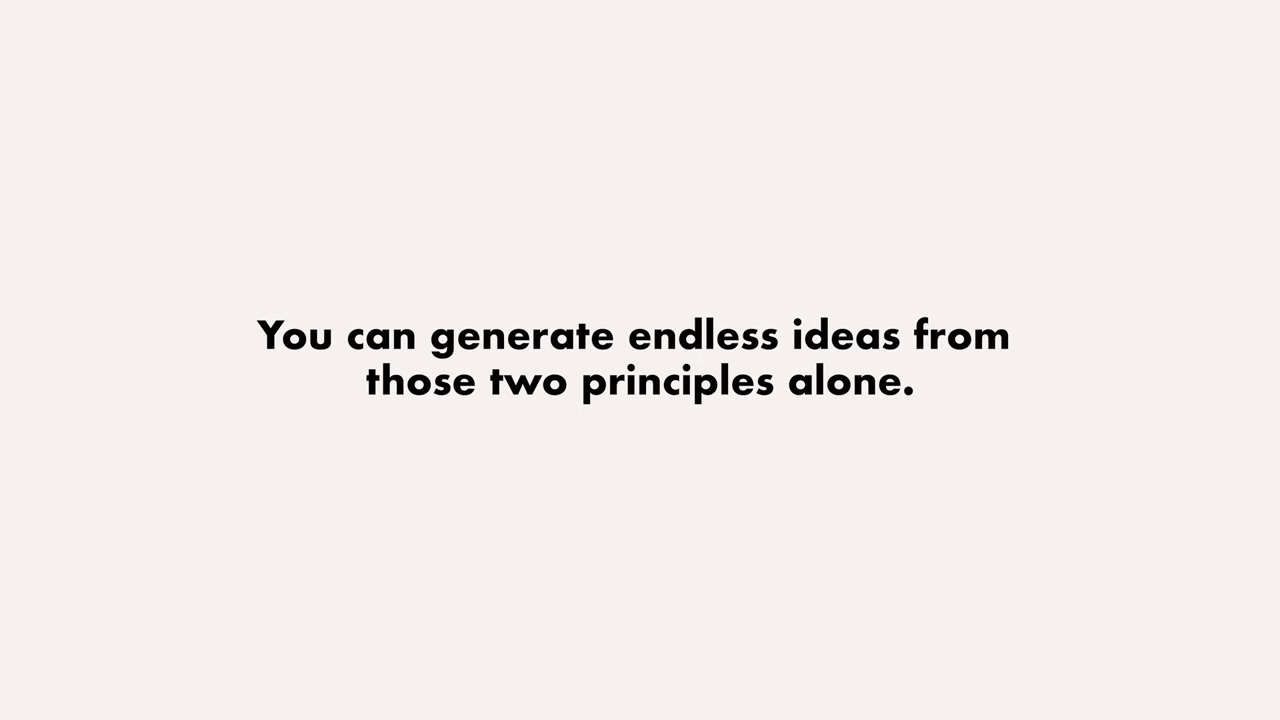 You can generate endless ideas from
those two principles alone.